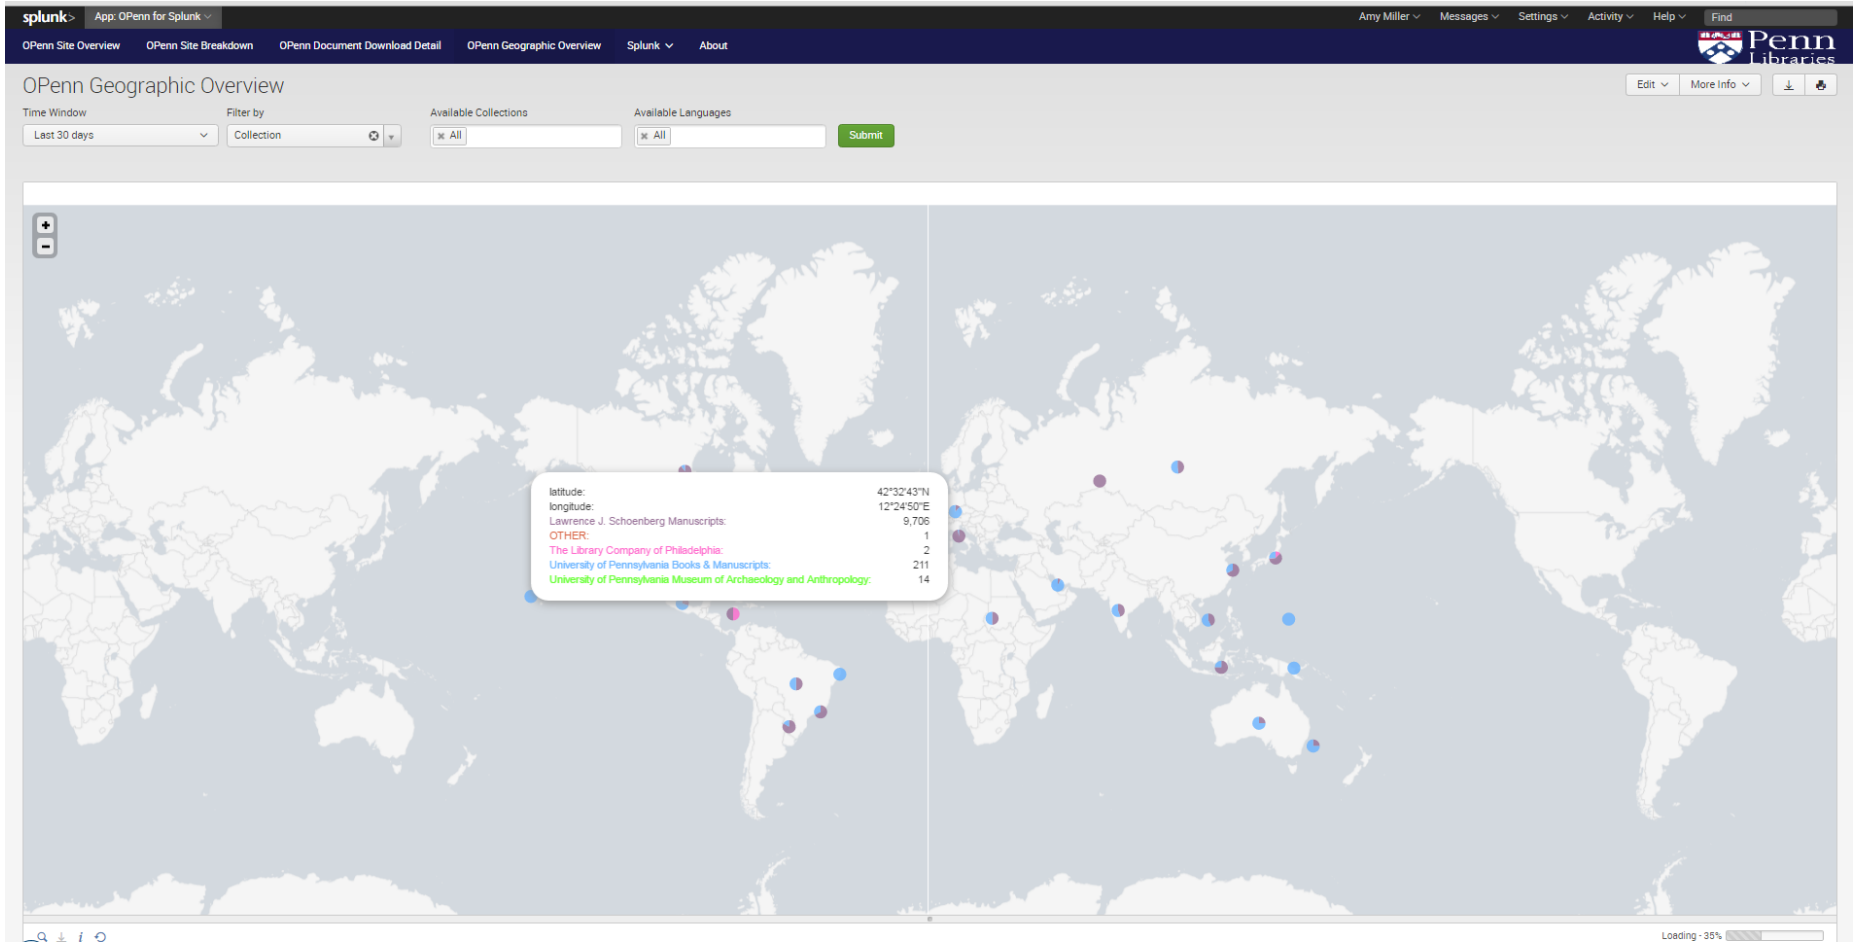 splunk> App: OPenn for Splunk Amy Miller Messages Settings Activity Help Find
OPenn Site Overview OPenn Site Breakdown OPenn Document Download Detail OPenn Geographic Overview Splunk About
Penn Libraries
OPenn Geographic Overview Edit More Info
Time Window Filter by Available Collections Available Languages
Last 30 days Collection All All Submit
latitude: 42°32'43"N
longitude: 12°24'50"E
Lawrence J. Schoenberg Manuscripts: 9,706
OTHER: 1
The Library Company of Philadelphia: 2
University of Pennsylvania Books & Manuscripts: 211
University of Pennsylvania Museum of Archaeology and Anthropology: 14
Loading - 35%